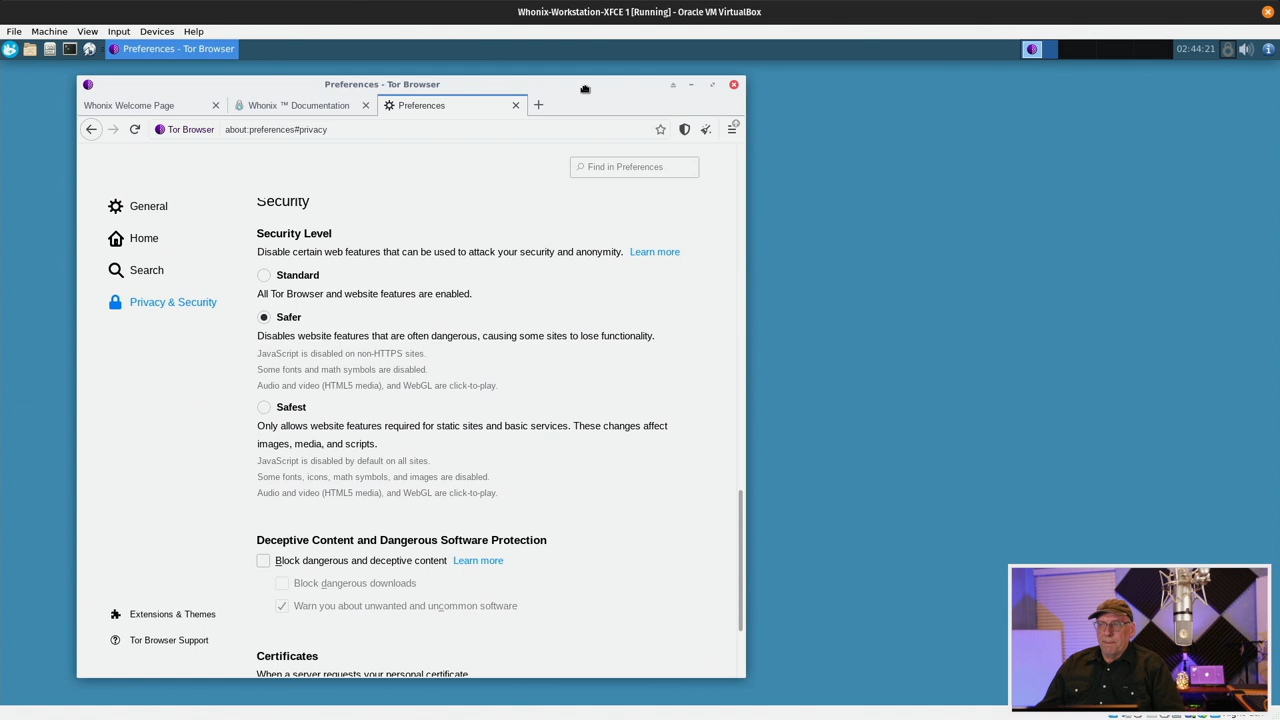 Whonix-Workstation-XFCE 1 [Running] - Oracle VM VirtualBox
File Machine View Input Devices Help
Preferences - Tor Browser
02:44:21
Preferences - Tor Browser
Whonix Welcome Page
Whonix ™ Documentation
Preferences
Tor Browser
about:preferences#privacy
Find in Preferences
General
Home
Search
Privacy & Security
Security
Security Level
Disable certain web features that can be used to attack your security and anonymity. Learn more
Standard
All Tor Browser and website features are enabled.
Safer
Disables website features that are often dangerous, causing some sites to lose functionality.
JavaScript is disabled on non-HTTPS sites.
Some fonts and math symbols are disabled.
Audio and video (HTML5 media), and WebGL are click-to-play.
Safest
Only allows website features required for static sites and basic services. These changes affect
images, media, and scripts.
JavaScript is disabled by default on all sites.
Some fonts, icons, math symbols, and images are disabled.
Audio and video (HTML5 media), and WebGL are click-to-play.
Deceptive Content and Dangerous Software Protection
Block dangerous and deceptive content Learn more
Block dangerous downloads
Warn you about unwanted and uncommon software
Extensions & Themes
Tor Browser Support
Certificates
When a server requests your personal certificate